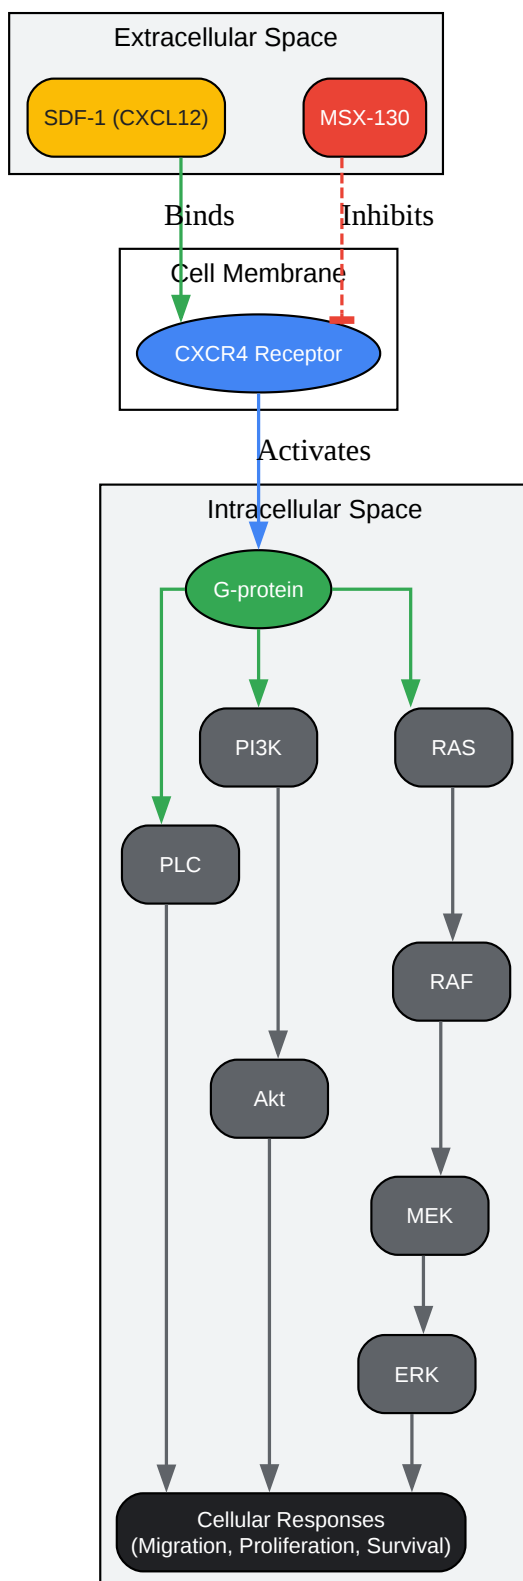 Extracellular Space
SDF-1 (CXCL12)
MSX-130
Binds
Inhibits
Cell Membrane
CXCR4 Receptor
Activates
Intracellular Space
G-protein
PI3K
RAS
PLC
RAF
Akt
MEK
ERK
Cellular Responses
(Migration, Proliferation, Survival)